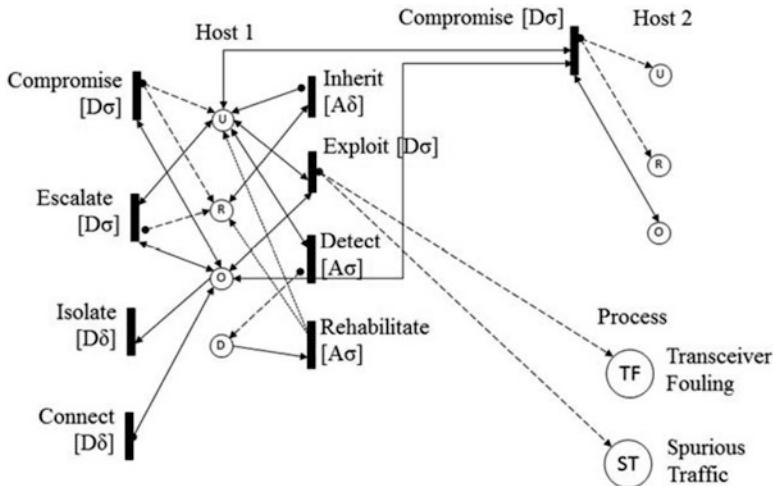 Host 1
Compromise [Dσ]
Host 2
Compromise
[Dσ]
Inherit
[Aδ]
U
U
Exploit [Dσ]
R
Escalate
[Dσ]
R
O
Detect
[Aσ]
O
Isolate
[Dδ]
D
Rehabilitate
[Aσ]
Process
TF
Transceiver
Fouling
Connect
[Dδ]
ST
Spurious
Traffic